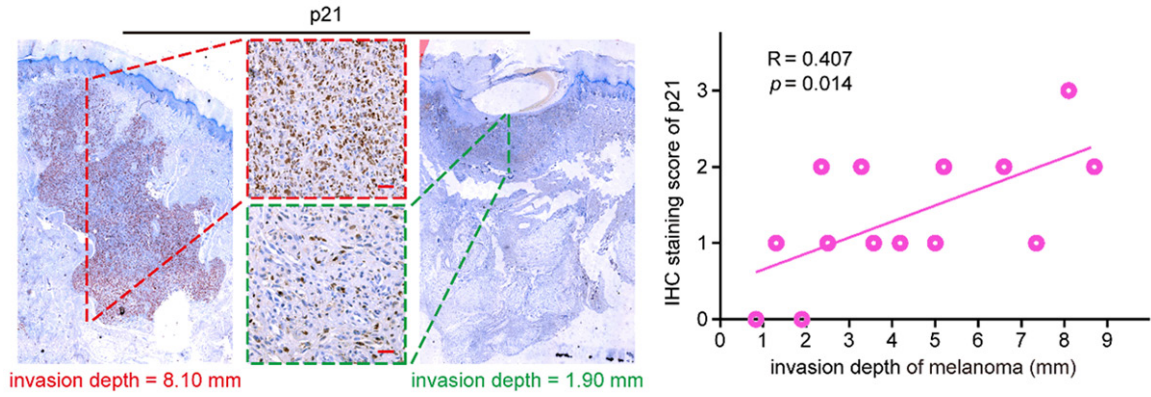 p21
invasion depth = 8.10 mm
invasion depth = 1.90 mm
R = 0.407
p = 0.014
IHC staining score of p21
3
2
1
0
0 1 2 3 4 5 6 7 8 9
invasion depth of melanoma (mm)